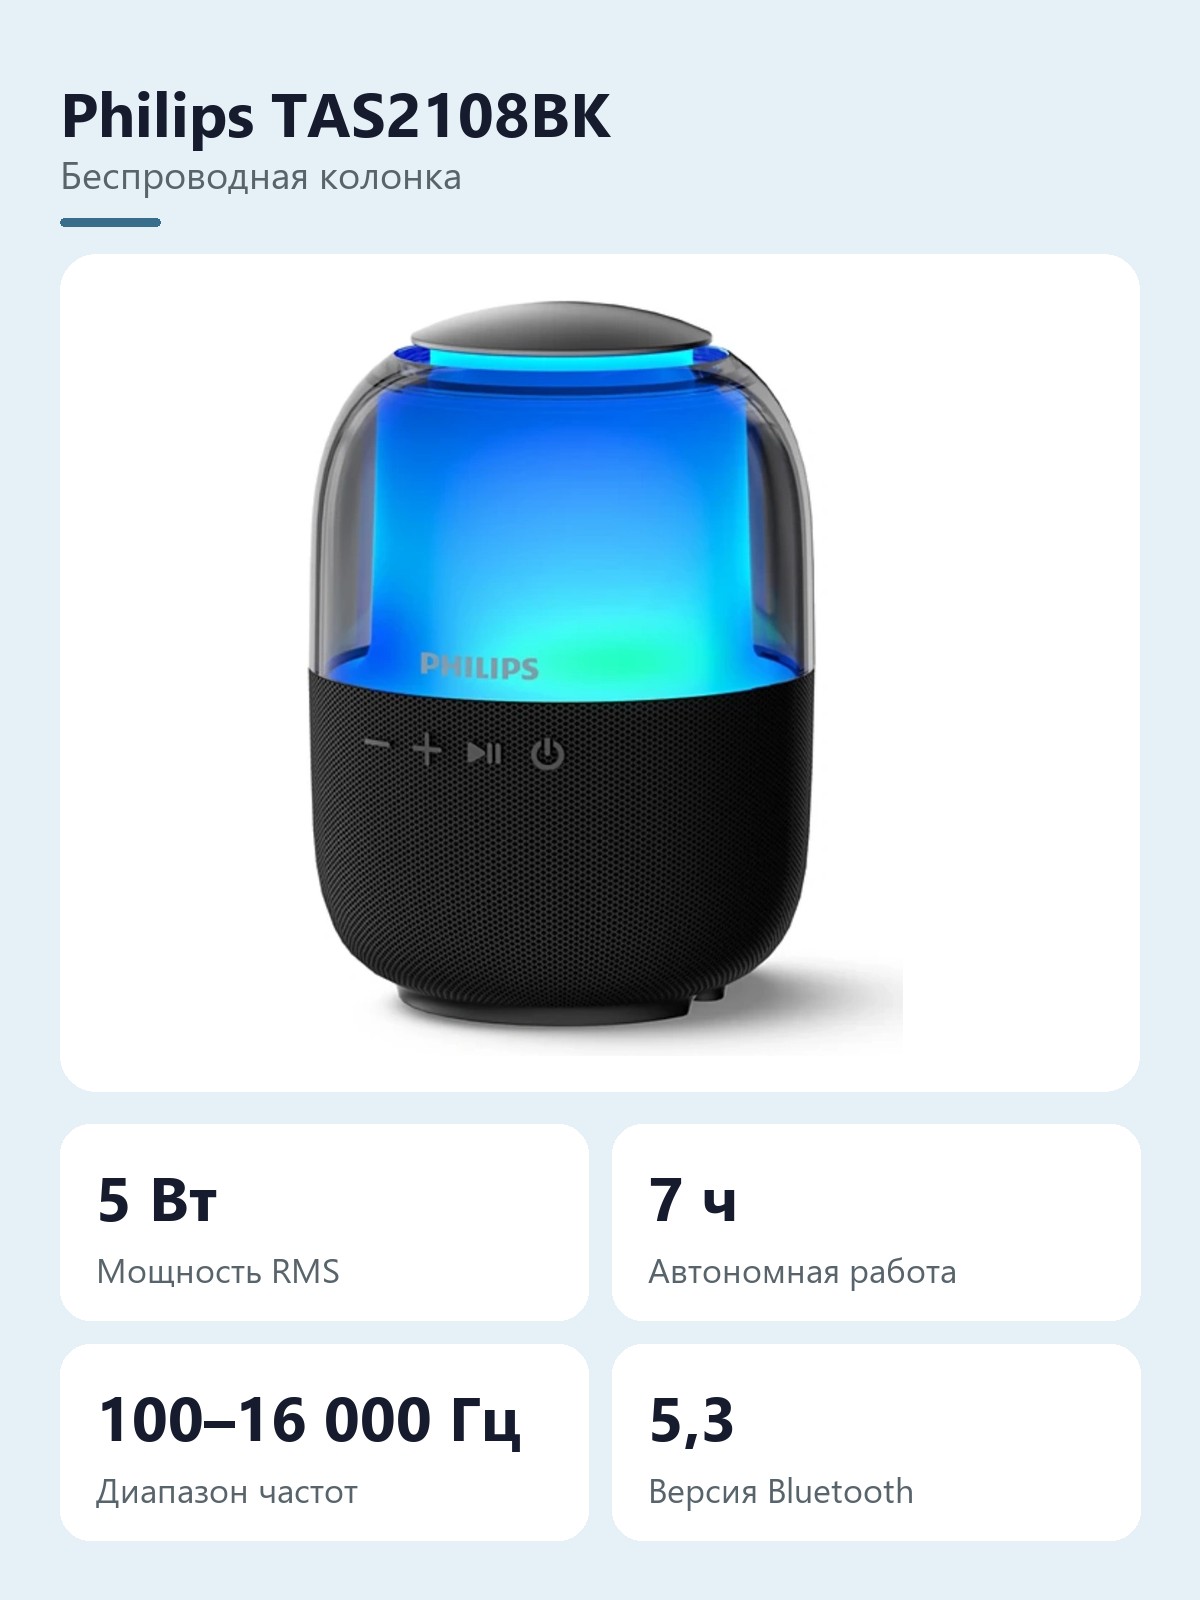 Philips TAS2108BK
Беспроводная колонка
PHILIPS
5 Вт
Мощность RMS
7 ч
Автономная работа
100–16 000 Гц
Диапазон частот
5,3
Версия Bluetooth